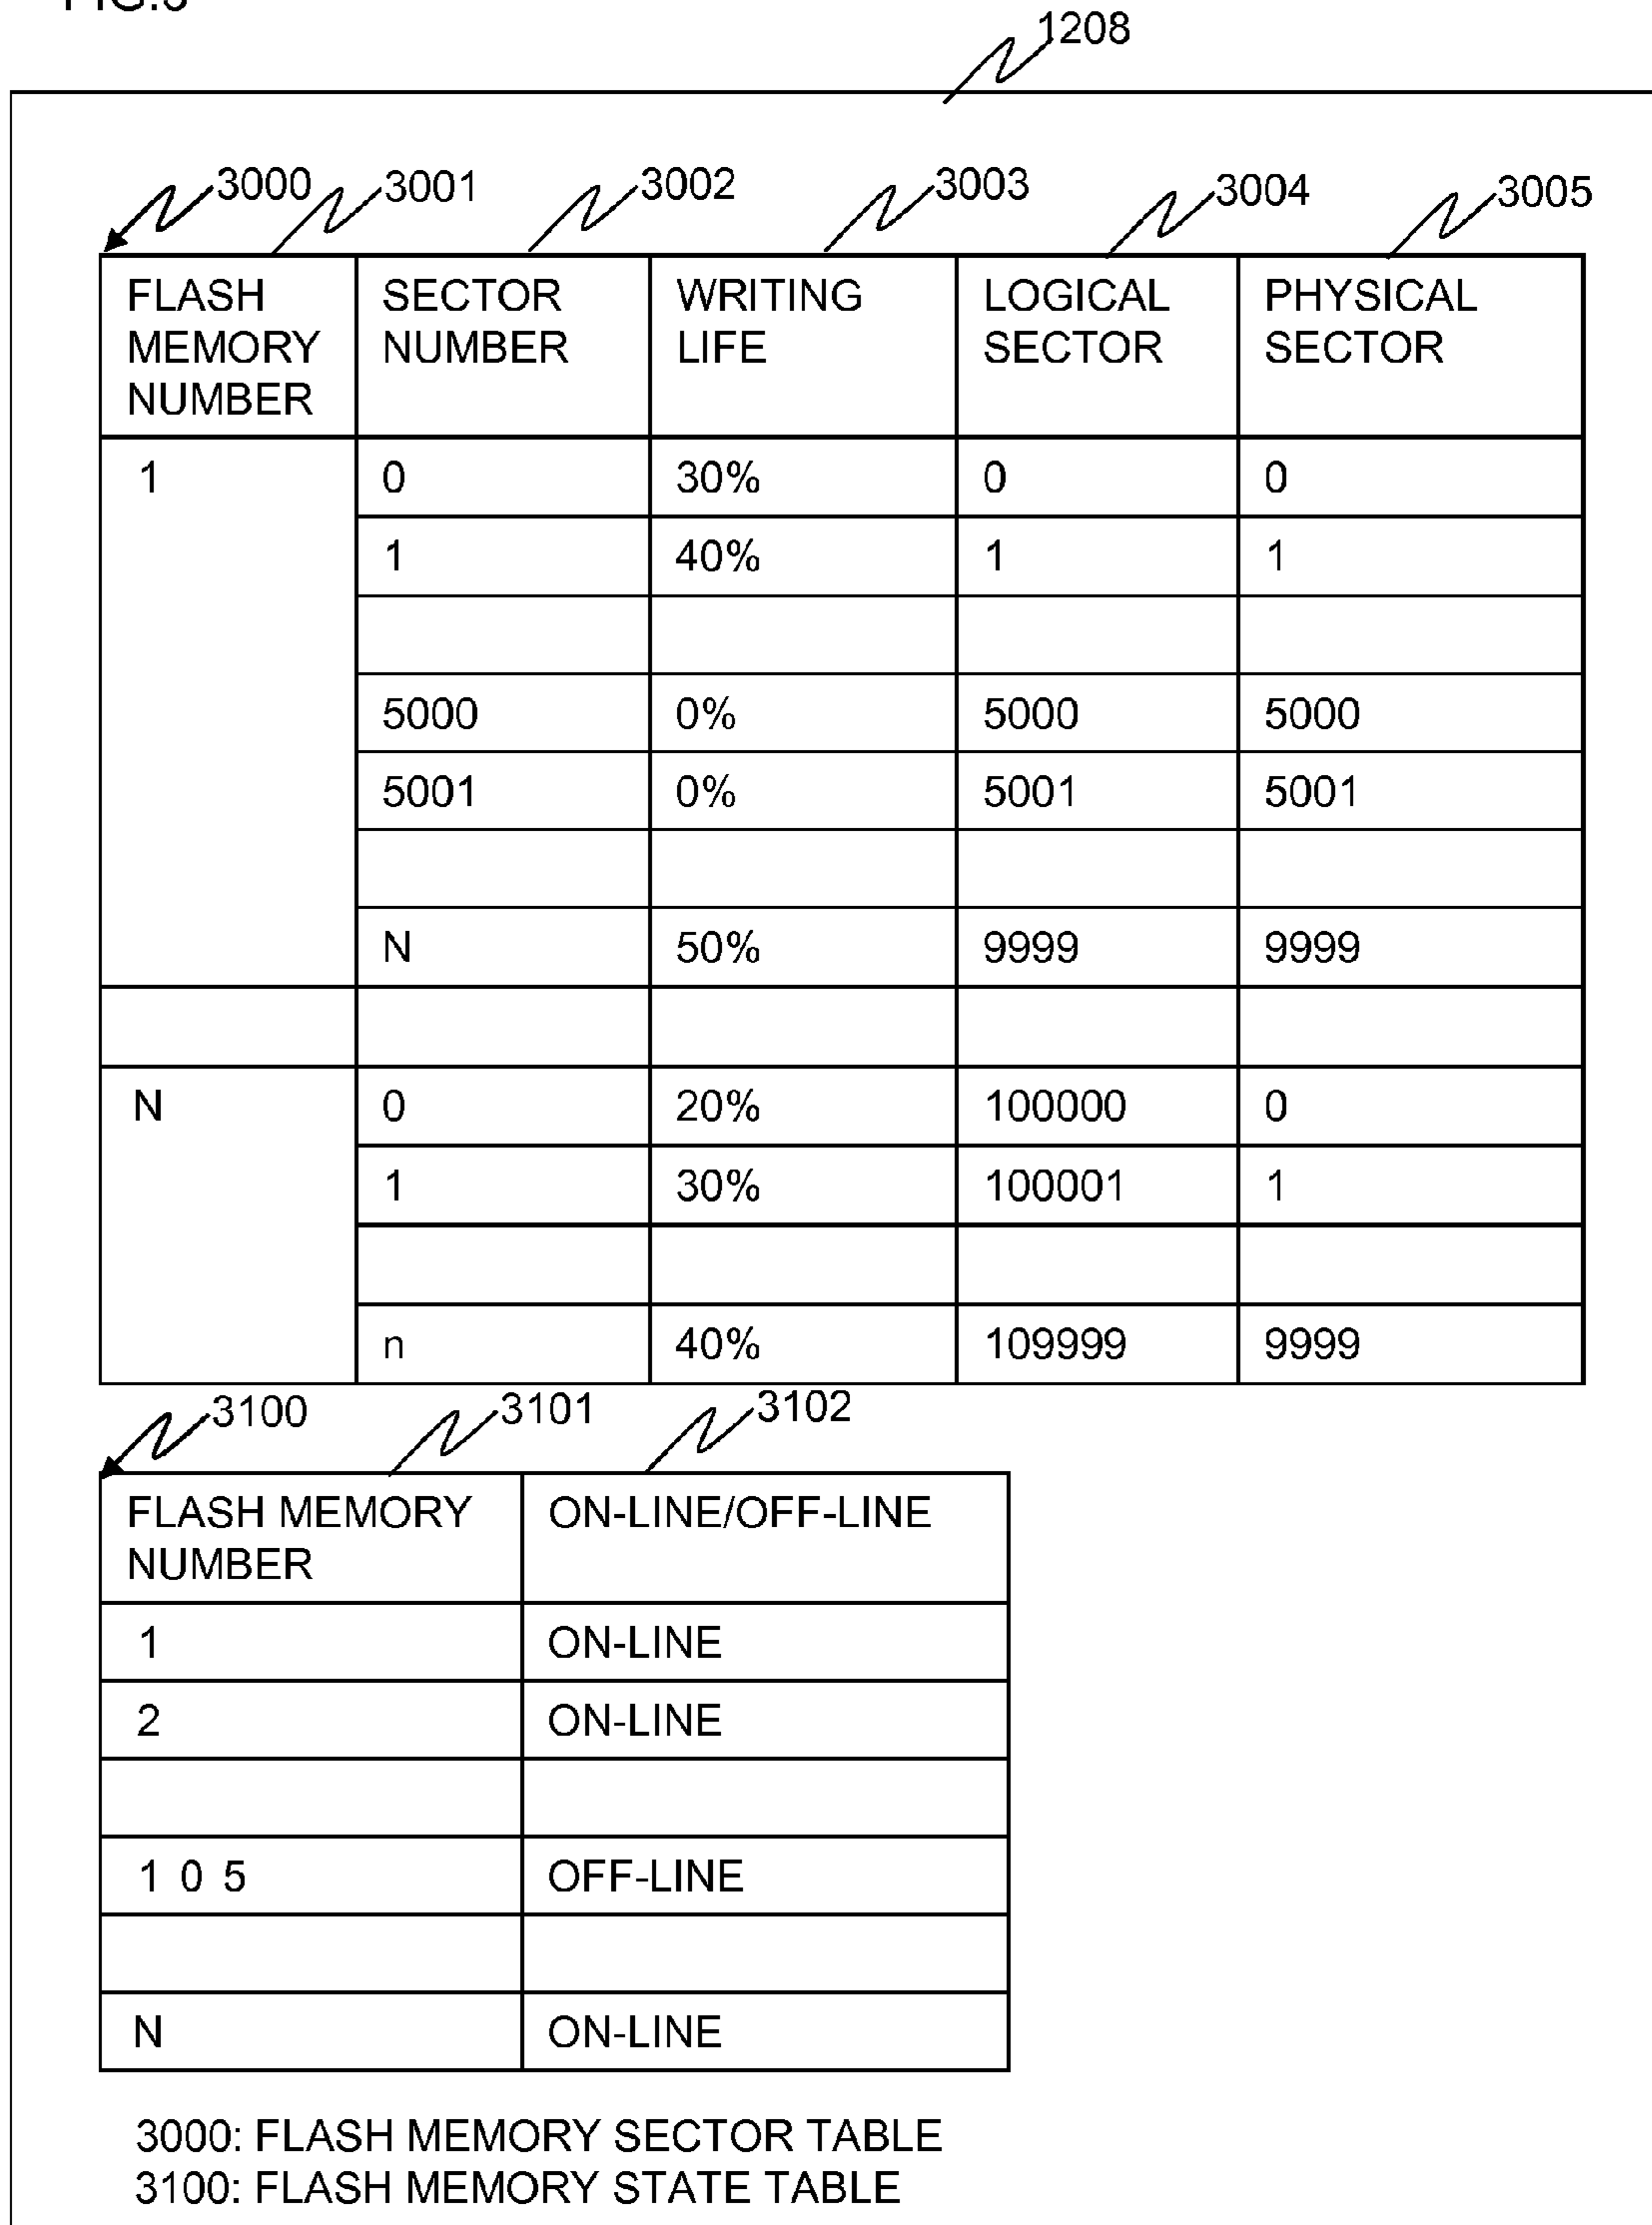 1208
3000 3001 3002 3003 3004 3005
FLASH MEMORY NUMBER SECTOR NUMBER WRITING LIFE LOGICAL SECTOR PHYSICAL SECTOR
1 0 30% 0 0
1 40% 1 1
5000 0% 5000 5000
5001 0% 5001 5001
N 50% 9999 9999
N 0 20% 100000 0
1 30% 100001 1
n 40% 109999 9999
3100 3101 3102
FLASH MEMORY NUMBER ON-LINE/OFF-LINE
1 ON-LINE
2 ON-LINE
1 0 5 OFF-LINE
N ON-LINE
3000: FLASH MEMORY SECTOR TABLE
3100: FLASH MEMORY STATE TABLE